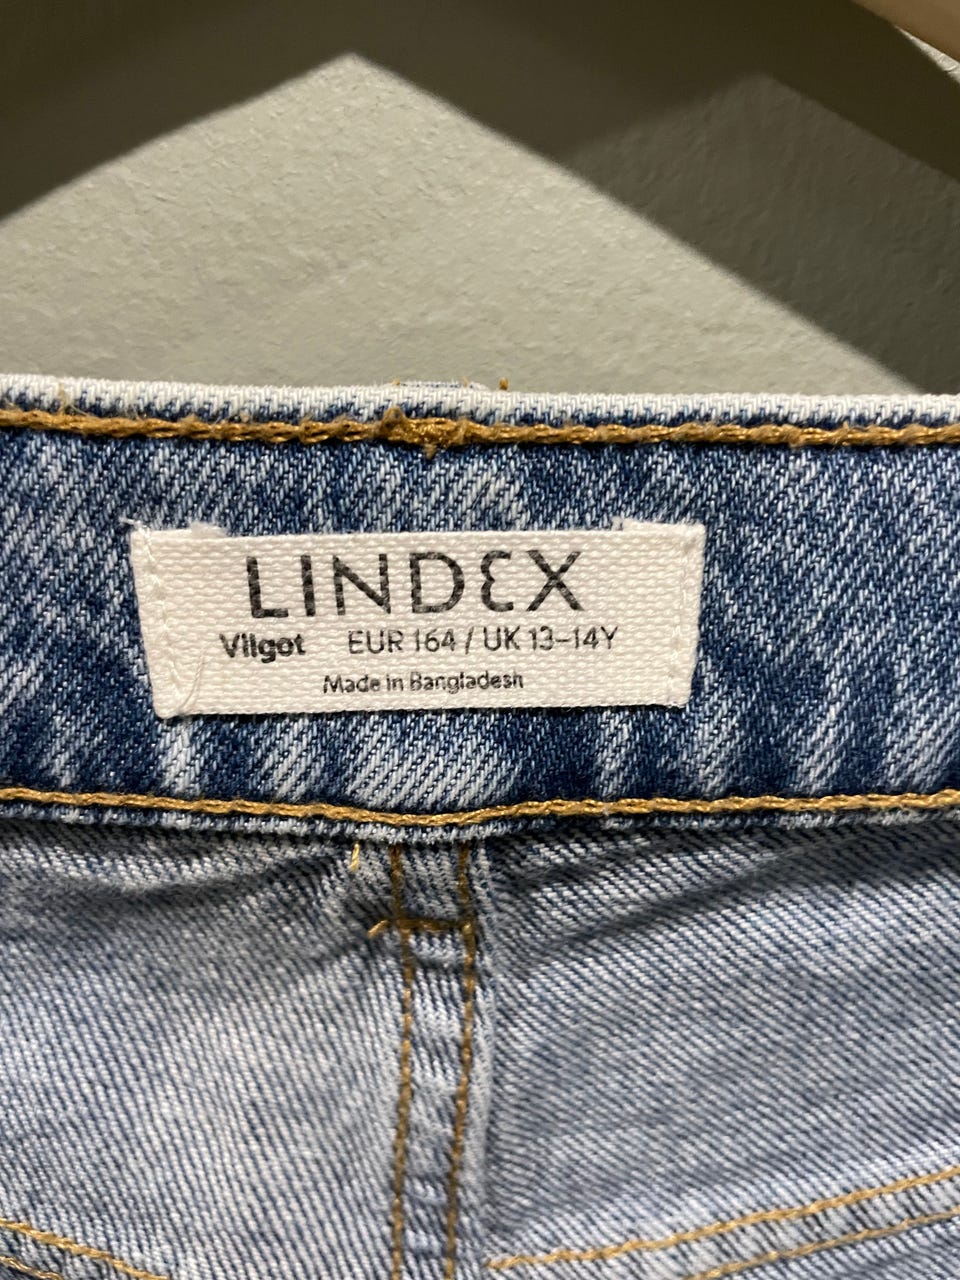 LINDEX
Vilgot EUR 164 / UK 13–14Y
Made in Bangladesh